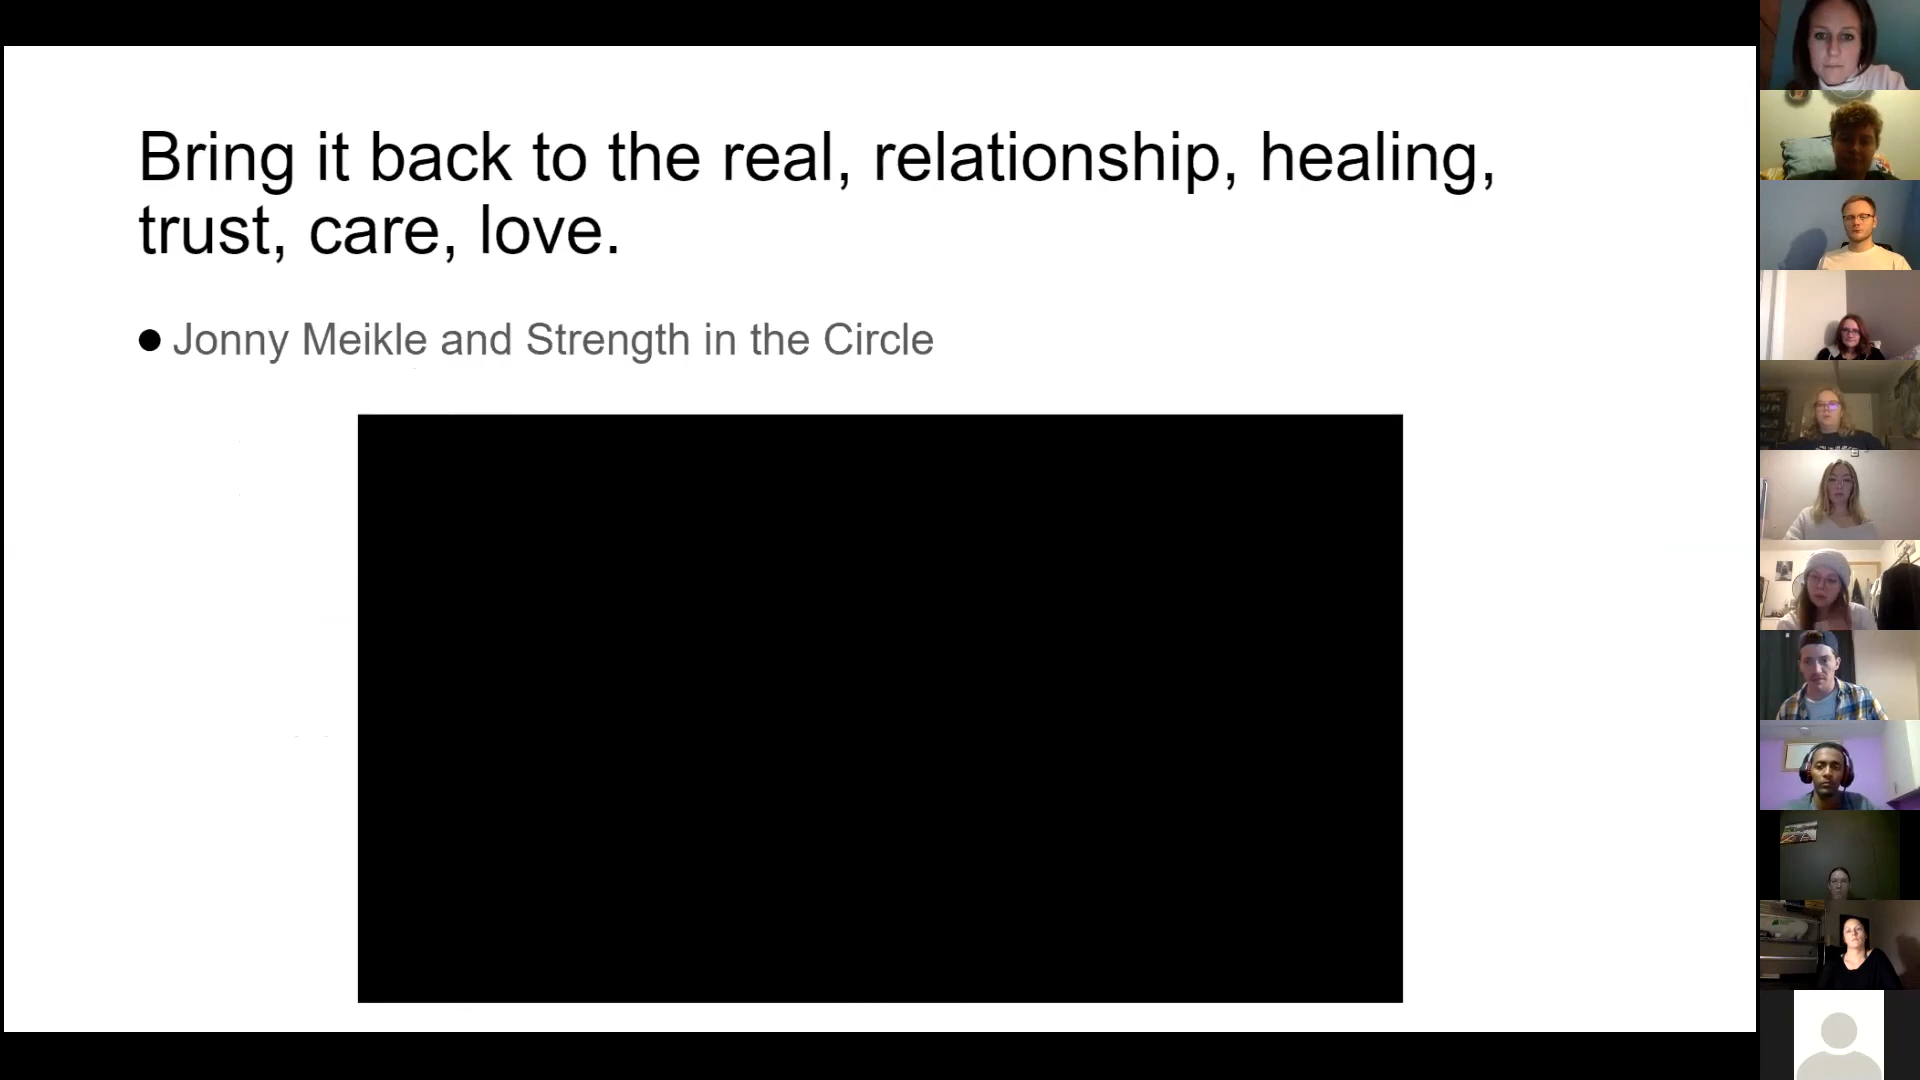 Bring it back to the real, relationship, healing,
trust, care, love.
Jonny Meikle and Strength in the Circle